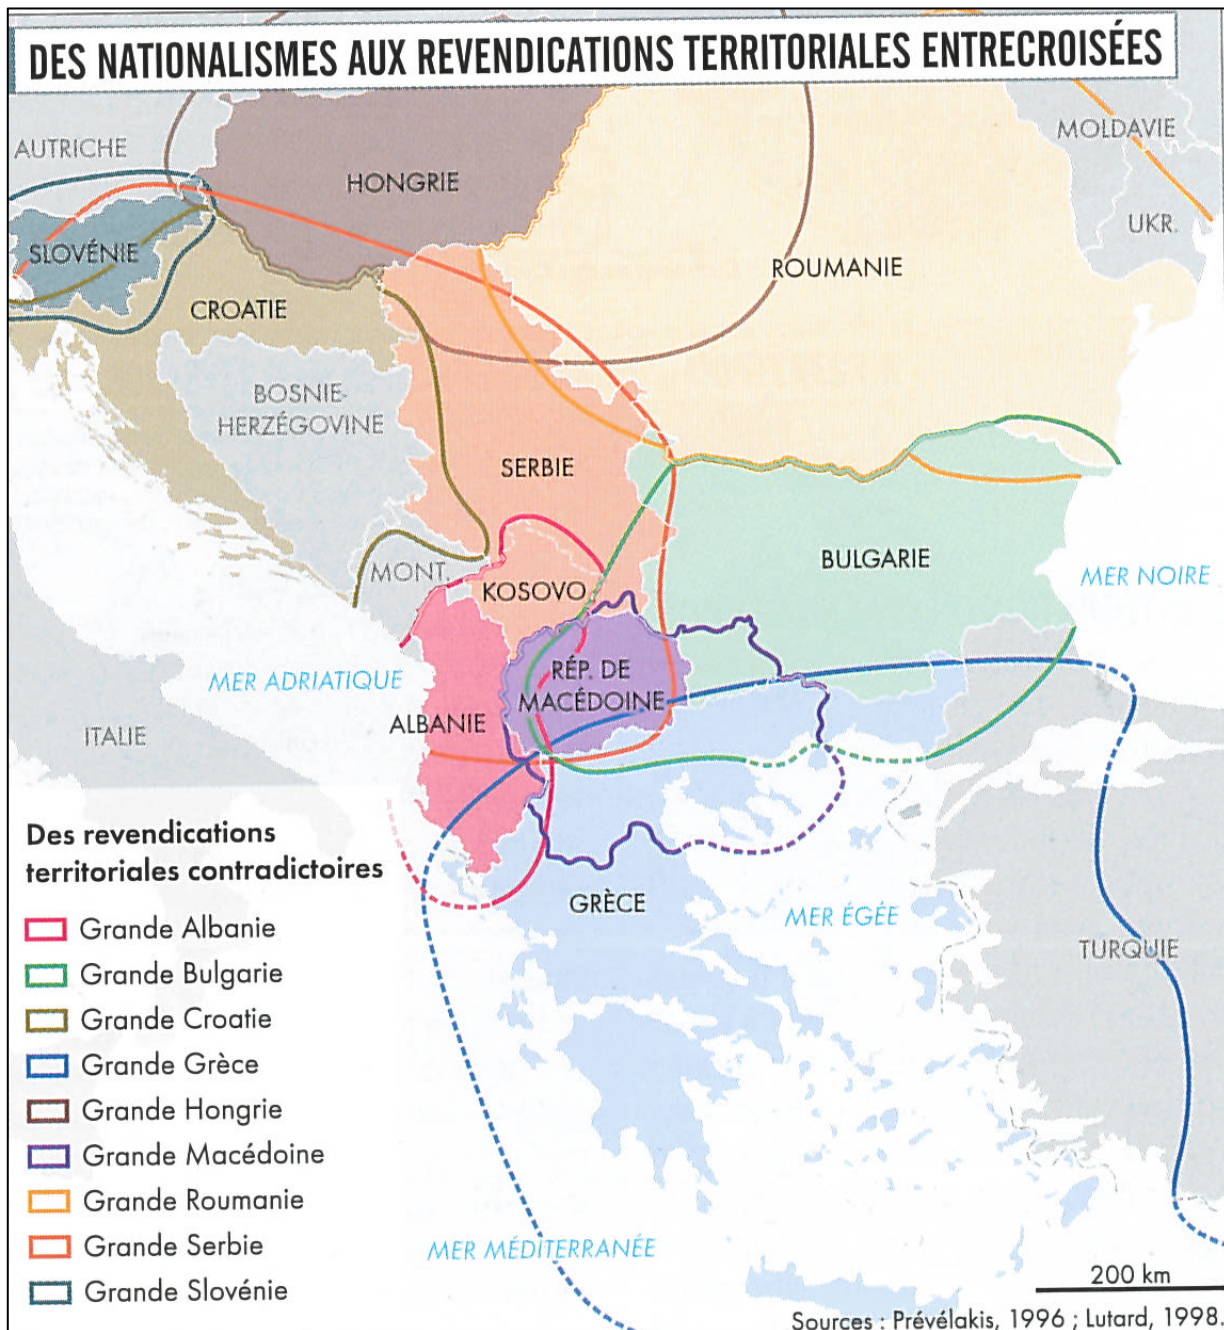 DES NATIONALISMES AUX REVENDICATIONS TERRITORIALES ENTRECROISÉES
AUTRICHE
MOLDAVIE
HONGRIE
UKR.
SLOVÉNIE
ROUMANIE
CROATIE
BOSNIE-
HERZÉGOVINE
SERBIE
BULGARIE
MER NOIRE
MONT.
KOSOVO
MER ADRIATIQUE
RÉP. DE
MACÉDOINE
ITALIE
ALBANIE
GRÈCE
MER ÉGÉE
TURQUIE
Des revendications
territoriales contradictoires
Grande Albanie
Grande Bulgarie
Grande Croatie
Grande Grèce
Grande Hongrie
Grande Macédoine
Grande Roumanie
Grande Serbie
Grande Slovénie
MER MÉDITERRANÉE
200 km
Sources : Prévélakis, 1996 ; Lutard, 1998.